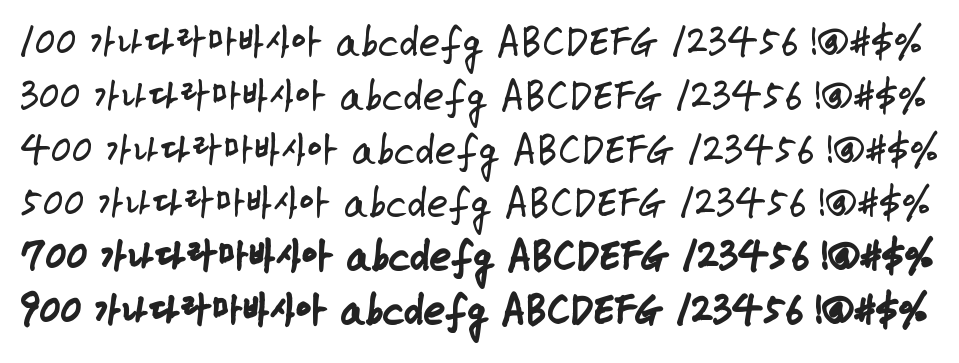 100 가나다라마바사아 abcdefg ABCDEFG 123456 !@#$%
300 가나다라마바사아 abcdefg ABCDEFG 123456 !@#$%
400 가나다라마바사아 abcdefg ABCDEFG 123456 !@#$%
500 가나다라마바사아 abcdefg ABCDEFG 123456 !@#$%
700 가나다라마바사아 abcdefg ABCDEFG 123456 !@#$%
900 가나다라마바사아 abcdefg ABCDEFG 123456 !@#$%